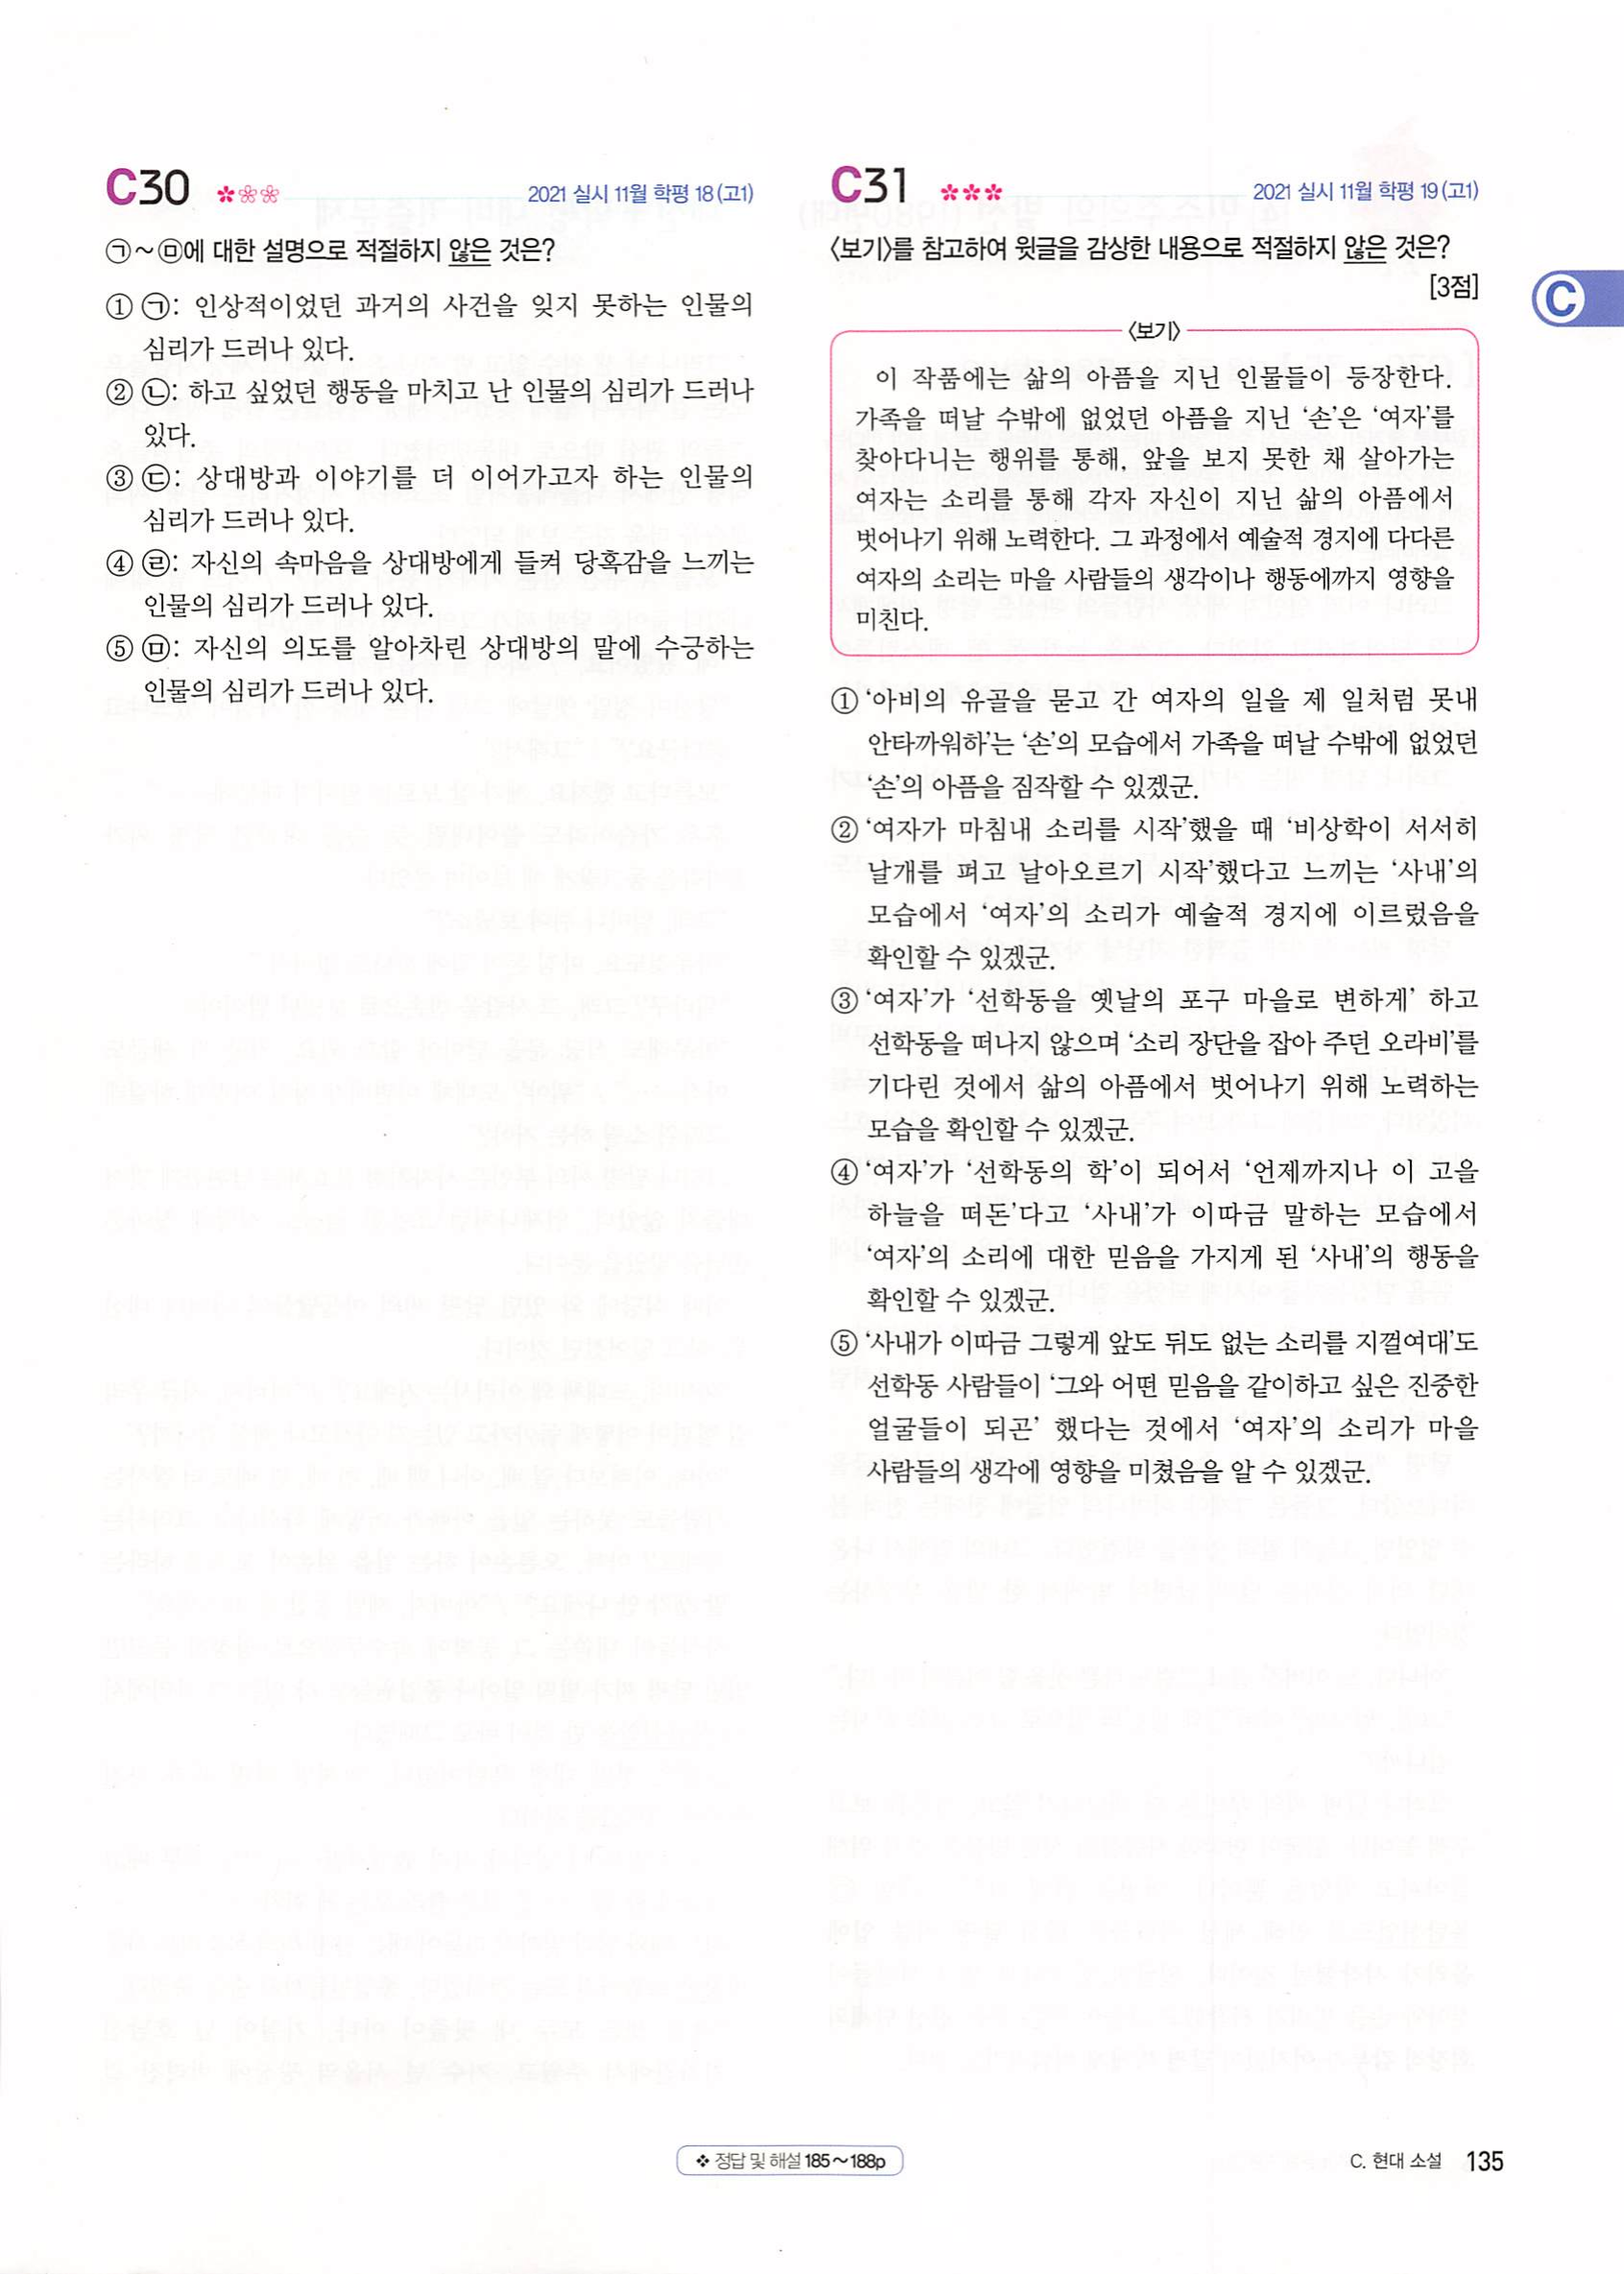 C30 2021 실시 11월 학평 18(고1)
㉠~㉤에 대한 설명으로 적절하지 않은 것은?
① ㉠: 인상적이었던 과거의 사건을 잊지 못하는 인물의
심리가 드러나 있다.
② ㉡: 하고 싶었던 행동을 마치고 난 인물의 심리가 드러나
있다.
③ ㉢: 상대방과 이야기를 더 이어가고자 하는 인물의
심리가 드러나 있다.
④ ㉣: 자신의 속마음을 상대방에게 들켜 당혹감을 느끼는
인물의 심리가 드러나 있다.
⑤ ㉤: 자신의 의도를 알아차린 상대방의 말에 수긍하는
인물의 심리가 드러나 있다.
C31 2021 실시 11월 학평 19(고1)
<보기>를 참고하여 윗글을 감상한 내용으로 적절하지 않은 것은?
[3점]
<보기>
이 작품에는 삶의 아픔을 지닌 인물들이 등장한다.
가족을 떠날 수밖에 없었던 아픔을 지닌 ‘손’은 ‘여자’를
찾아다니는 행위를 통해, 앞을 보지 못한 채 살아가는
여자는 소리를 통해 각자 자신이 지닌 삶의 아픔에서
벗어나기 위해 노력한다. 그 과정에서 예술적 경지에 다다른
여자의 소리는 마을 사람들의 생각이나 행동에까지 영향을
미친다.
① ‘아비의 유골을 묻고 간 여자의 일을 제 일처럼 못내
안타까워하’는 ‘손’의 모습에서 가족을 떠날 수밖에 없었던
‘손’의 아픔을 짐작할 수 있겠군.
② ‘여자가 마침내 소리를 시작’했을 때 ‘비상학이 서서히
날개를 펴고 날아오르기 시작’했다고 느끼는 ‘사내’의
모습에서 ‘여자’의 소리가 예술적 경지에 이르렀음을
확인할 수 있겠군.
③ ‘여자’가 ‘선학동을 옛날의 포구 마을로 변하게’ 하고
선학동을 떠나지 않으며 ‘소리 장단을 잡아 주던 오라비’를
기다린 것에서 삶의 아픔에서 벗어나기 위해 노력하는
모습을 확인할 수 있겠군.
④ ‘여자’가 ‘선학동의 학’이 되어서 ‘언제까지나 이 고을
하늘을 떠돈’다고 ‘사내’가 이따금 말하는 모습에서
‘여자’의 소리에 대한 믿음을 가지게 된 ‘사내’의 행동을
확인할 수 있겠군.
⑤ ‘사내가 이따금 그렇게 앞도 뒤도 없는 소리를 지껄여대’도
선학동 사람들이 ‘그와 어떤 믿음을 같이하고 싶은 진중한
얼굴들이 되곤’ 했다는 것에서 ‘여자’의 소리가 마을
사람들의 생각에 영향을 미쳤음을 알 수 있겠군.
C
❖ 정답 및 해설 185~188p
C. 현대 소설 135